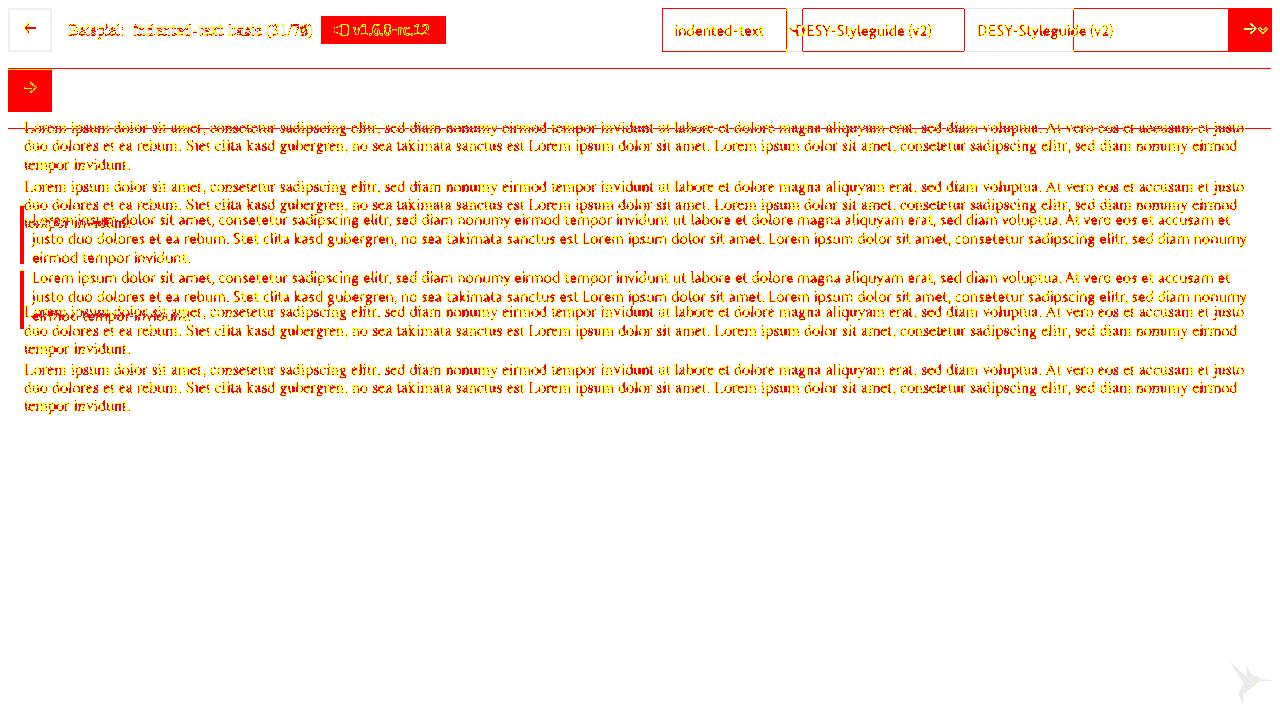 Beispiel: indented-text basic (31/76) v1.6.0-rc.12 indented-text DESY-Styleguide (v2) DESY-Styleguide (v2)
Lorem ipsum dolor sit amet, consetetur sadipscing elitr, sed diam nonumy eirmod tempor invidunt ut labore et dolore magna aliquyam erat, sed diam voluptua. At vero eos et accusam et justo
duo dolores et ea rebum. Stet clita kasd gubergren, no sea takimata sanctus est Lorem ipsum dolor sit amet. Lorem ipsum dolor sit amet, consetetur sadipscing elitr, sed diam nonumy eirmod
tempor invidunt.
Lorem ipsum dolor sit amet, consetetur sadipscing elitr, sed diam nonumy eirmod tempor invidunt ut labore et dolore magna aliquyam erat, sed diam voluptua. At vero eos et accusam et justo
duo dolores et ea rebum. Stet clita kasd gubergren, no sea takimata sanctus est Lorem ipsum dolor sit amet. Lorem ipsum dolor sit amet, consetetur sadipscing elitr, sed diam nonumy eirmod
tempor invidunt.
Lorem ipsum dolor sit amet, consetetur sadipscing elitr, sed diam nonumy eirmod tempor invidunt ut labore et dolore magna aliquyam erat, sed diam voluptua. At vero eos et accusam et
justo duo dolores et ea rebum. Stet clita kasd gubergren, no sea takimata sanctus est Lorem ipsum dolor sit amet. Lorem ipsum dolor sit amet, consetetur sadipscing elitr, sed diam nonumy
eirmod tempor invidunt.
Lorem ipsum dolor sit amet, consetetur sadipscing elitr, sed diam nonumy eirmod tempor invidunt ut labore et dolore magna aliquyam erat, sed diam voluptua. At vero eos et accusam et
justo duo dolores et ea rebum. Stet clita kasd gubergren, no sea takimata sanctus est Lorem ipsum dolor sit amet. Lorem ipsum dolor sit amet, consetetur sadipscing elitr, sed diam nonumy
eirmod tempor invidunt.
Lorem ipsum dolor sit amet, consetetur sadipscing elitr, sed diam nonumy eirmod tempor invidunt ut labore et dolore magna aliquyam erat, sed diam voluptua. At vero eos et accusam et justo
duo dolores et ea rebum. Stet clita kasd gubergren, no sea takimata sanctus est Lorem ipsum dolor sit amet. Lorem ipsum dolor sit amet, consetetur sadipscing elitr, sed diam nonumy eirmod
tempor invidunt.
Lorem ipsum dolor sit amet, consetetur sadipscing elitr, sed diam nonumy eirmod tempor invidunt ut labore et dolore magna aliquyam erat, sed diam voluptua. At vero eos et accusam et justo
duo dolores et ea rebum. Stet clita kasd gubergren, no sea takimata sanctus est Lorem ipsum dolor sit amet. Lorem ipsum dolor sit amet, consetetur sadipscing elitr, sed diam nonumy eirmod
tempor invidunt.